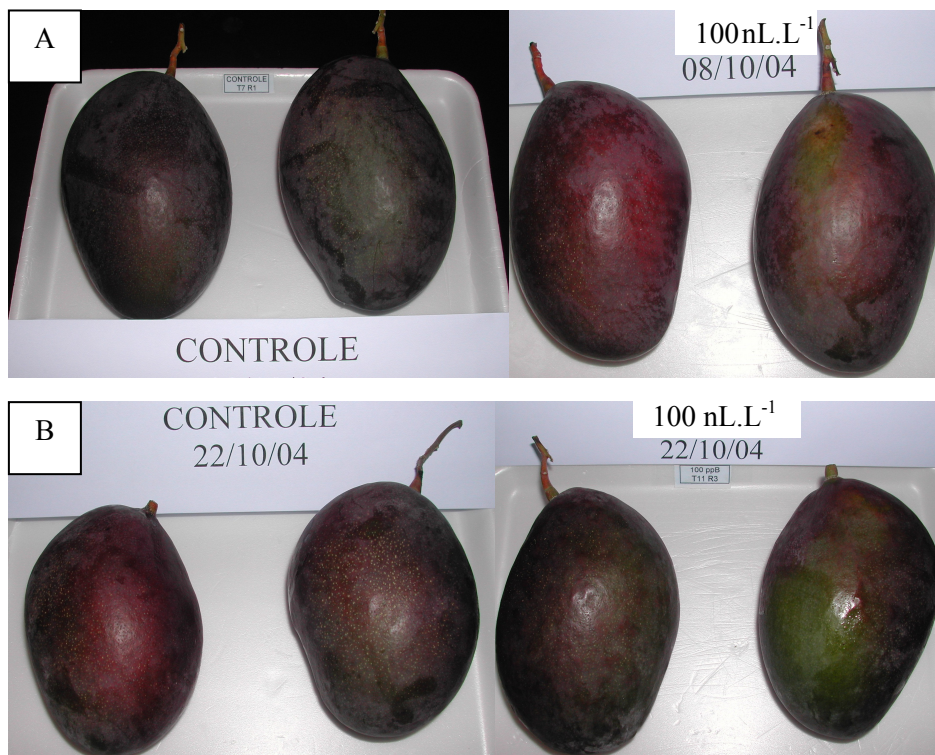 A
CONTROLE
T7 R1
CONTROLE
100 nL.L⁻¹
08/10/04
B
CONTROLE
22/10/04
100 nL.L⁻¹
22/10/04
100 ppB
T11 R3